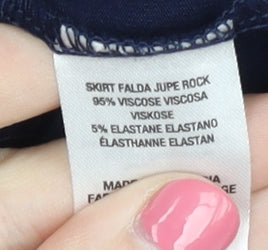 SKIRT FALDA JUPE ROCK
95% VISCOSE VISCOSA
VISKOSE
5% ELASTANE ELASTANO
ÉLASTHANNE ELASTAN